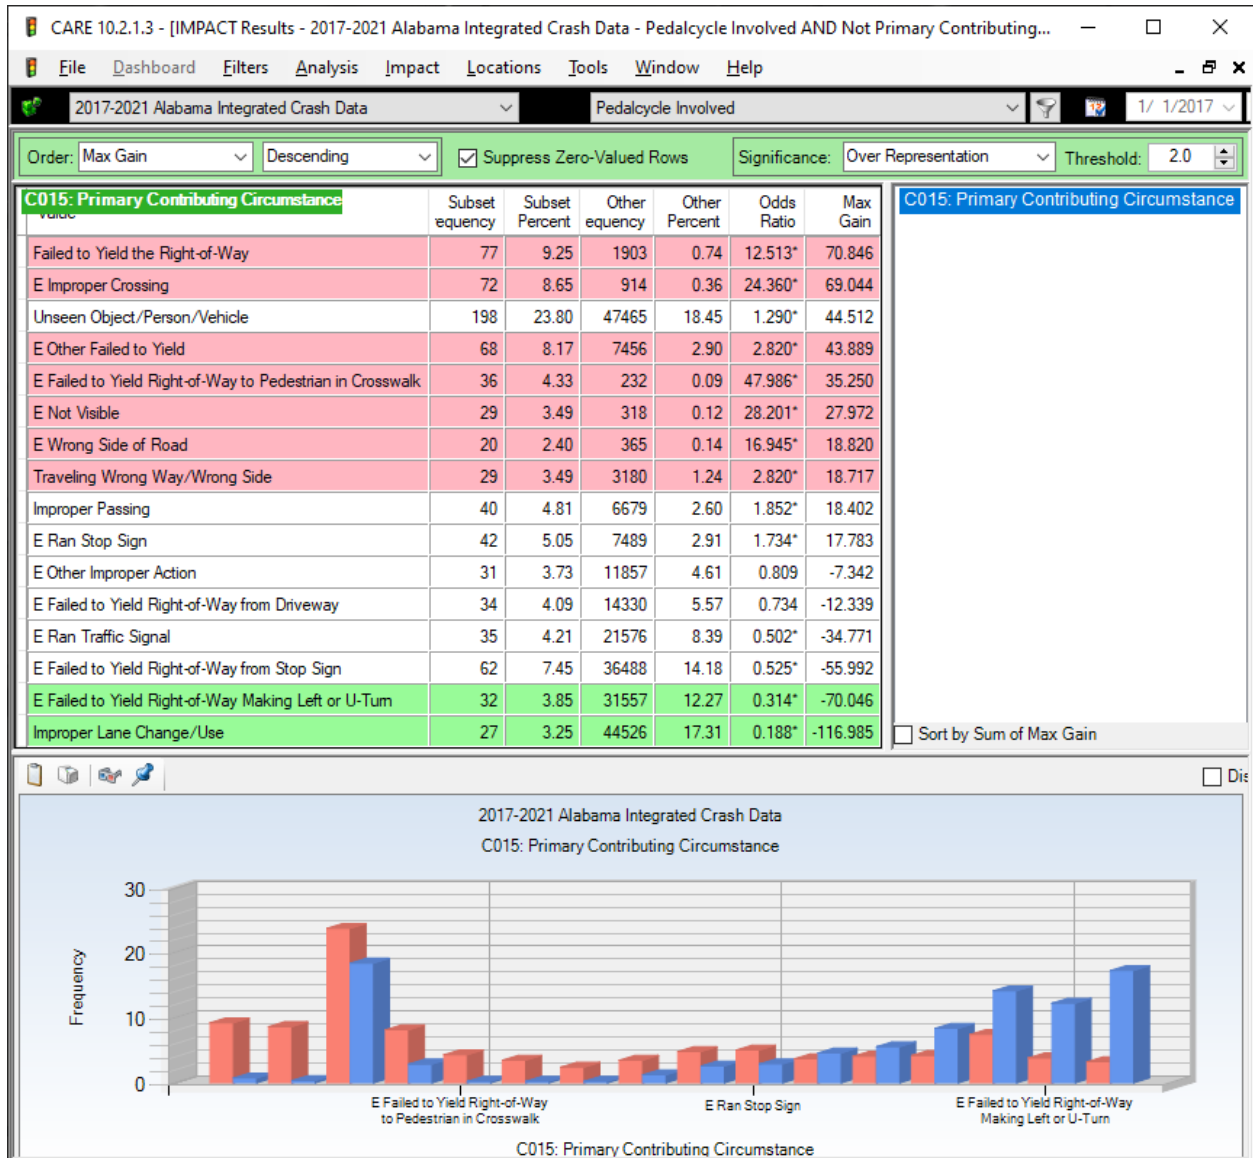 CARE 10.2.1.3 - [IMPACT Results - 2017-2021 Alabama Integrated Crash Data - Pedalcycle Involved AND Not Primary Contributing...
File Dashboard Filters Analysis Impact Locations Tools Window Help
2017-2021 Alabama Integrated Crash Data Pedalcycle Involved 1/ 1/2017
Order: Max Gain Descending Suppress Zero-Valued Rows Significance: Over Representation Threshold: 2.0
C015: Primary Contributing Circumstance Subset Subset Other Other Odds Max C015: Primary Contributing Circumstance
equency Percent equency Percent Ratio Gain
Failed to Yield the Right-of-Way 77 9.25 1903 0.74 12.513* 70.846
E Improper Crossing 72 8.65 914 0.36 24.360* 69.044
Unseen Object/Person/Vehicle 198 23.80 47465 18.45 1.290* 44.512
E Other Failed to Yield 68 8.17 7456 2.90 2.820* 43.889
E Failed to Yield Right-of-Way to Pedestrian in Crosswalk 36 4.33 232 0.09 47.986* 35.250
E Not Visible 29 3.49 318 0.12 28.201* 27.972
E Wrong Side of Road 20 2.40 365 0.14 16.945* 18.820
Traveling Wrong Way/Wrong Side 29 3.49 3180 1.24 2.820* 18.717
Improper Passing 40 4.81 6679 2.60 1.852* 18.402
E Ran Stop Sign 42 5.05 7489 2.91 1.734* 17.783
E Other Improper Action 31 3.73 11857 4.61 0.809 -7.342
E Failed to Yield Right-of-Way from Driveway 34 4.09 14330 5.57 0.734 -12.339
E Ran Traffic Signal 35 4.21 21576 8.39 0.502* -34.771
E Failed to Yield Right-of-Way from Stop Sign 62 7.45 36488 14.18 0.525* -55.992
E Failed to Yield Right-of-Way Making Left or U-Turn 32 3.85 31557 12.27 0.314* -70.046
Improper Lane Change/Use 27 3.25 44526 17.31 0.188* -116.985
Sort by Sum of Max Gain
Dis
2017-2021 Alabama Integrated Crash Data
C015: Primary Contributing Circumstance
30
20
10
0
Frequency
E Failed to Yield Right-of-Way
to Pedestrian in Crosswalk
E Ran Stop Sign
E Failed to Yield Right-of-Way
Making Left or U-Turn
C015: Primary Contributing Circumstance